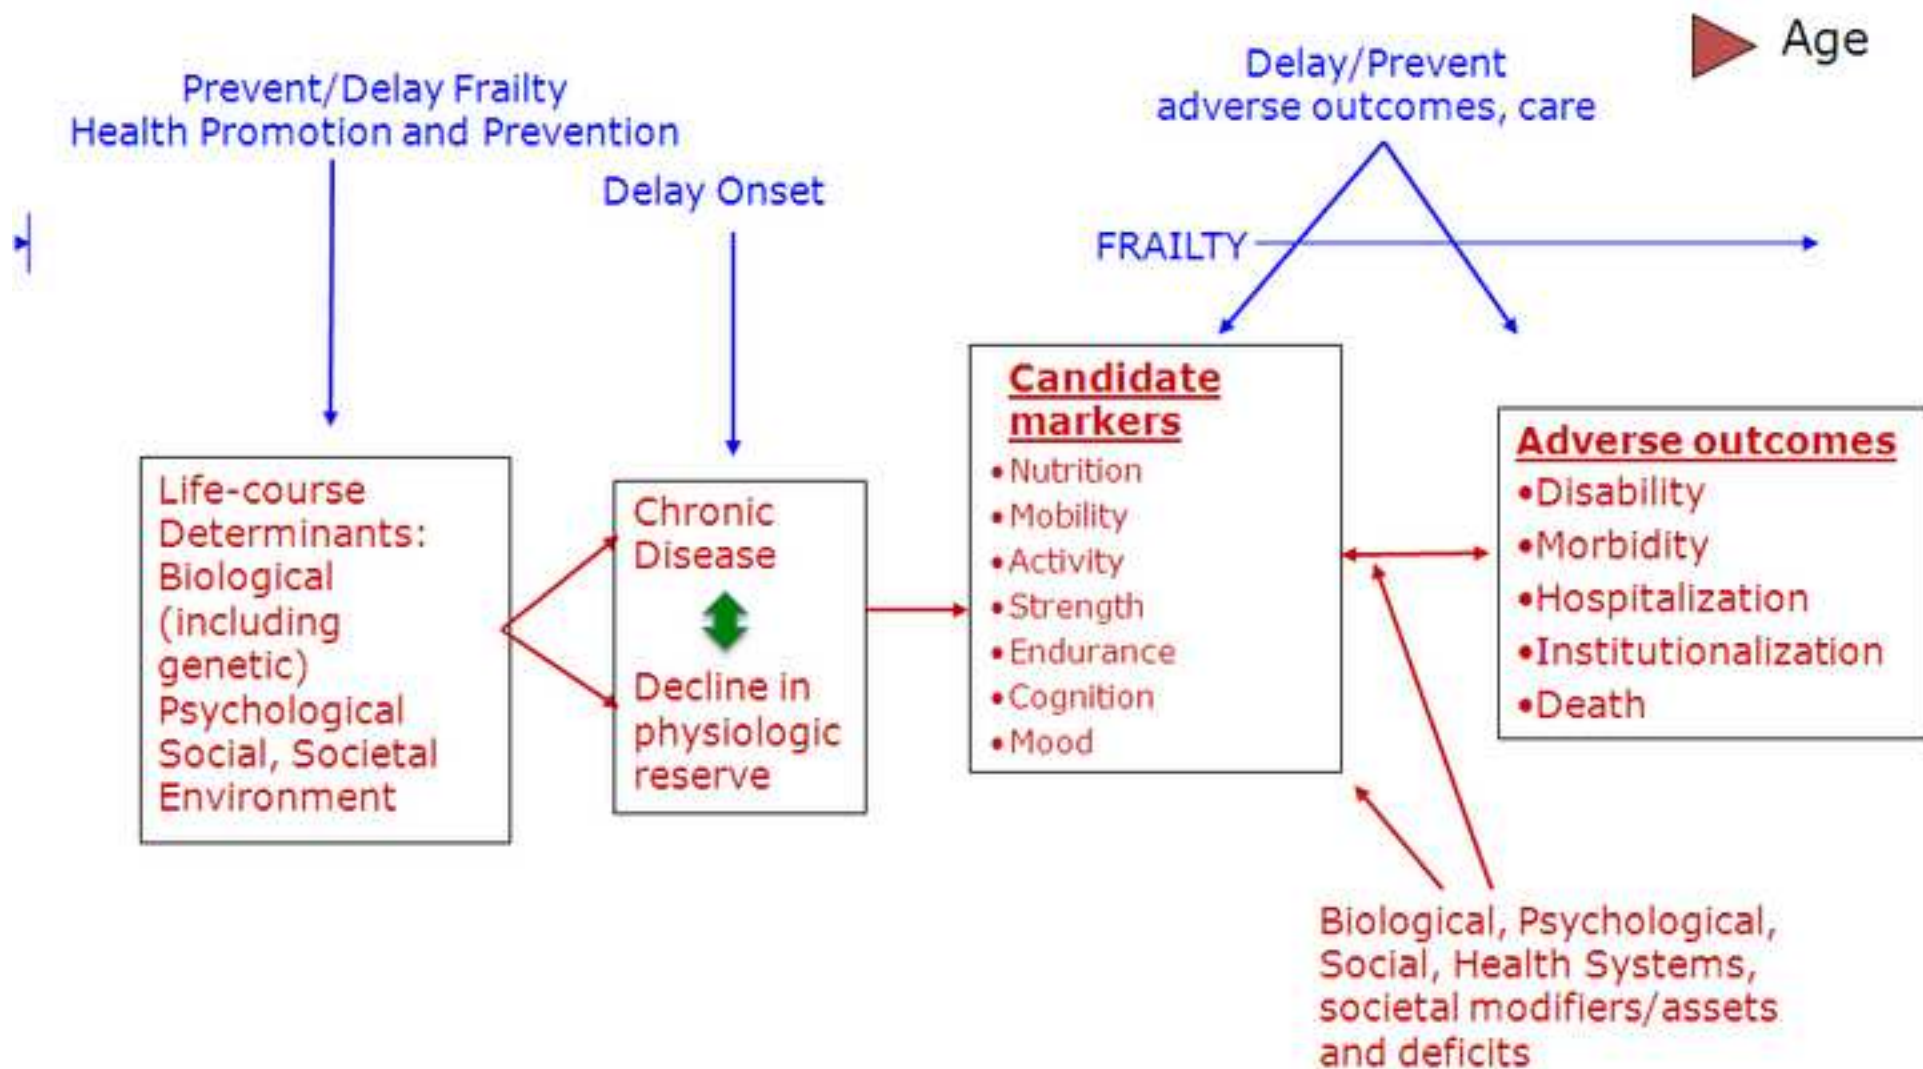 Age
Prevent/Delay Frailty
Health Promotion and Prevention
Delay Onset
Delay/Prevent
adverse outcomes, care
FRAILTY
Life-course
Determinants:
Biological
(including
genetic)
Psychological
Social, Societal
Environment
Chronic
Disease
Decline in
physiologic
reserve
Candidate
markers
•Nutrition
•Mobility
•Activity
•Strength
•Endurance
•Cognition
•Mood
Adverse outcomes
•Disability
•Morbidity
•Hospitalization
•Institutionalization
•Death
Biological, Psychological,
Social, Health Systems,
societal modifiers/assets
and deficits